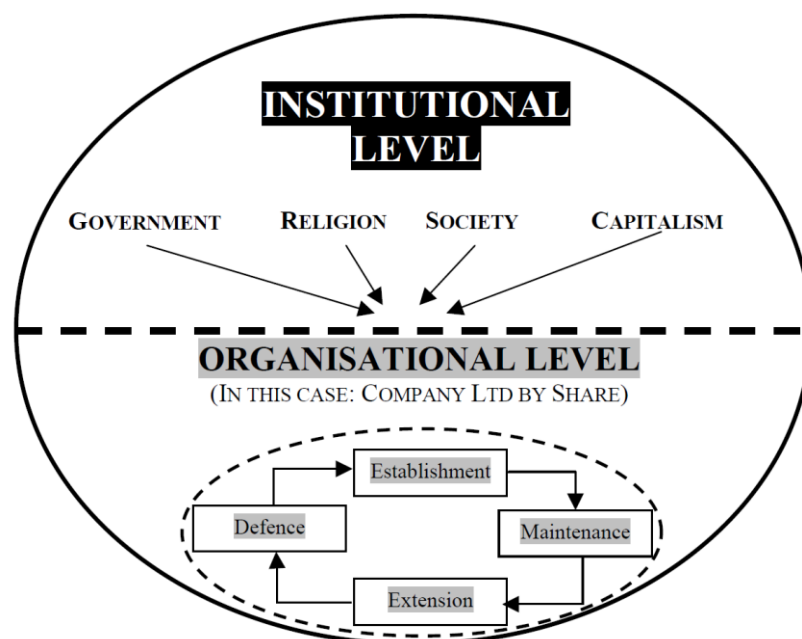 INSTITUTIONAL
LEVEL
GOVERNMENT RELIGION SOCIETY CAPITALISM
ORGANISATIONAL LEVEL
(IN THIS CASE: COMPANY LTD BY SHARE)
Establishment
Defence
Maintenance
Extension